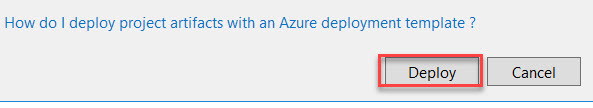 How do I deploy project artifacts with an Azure deployment template ?
Deploy Cancel